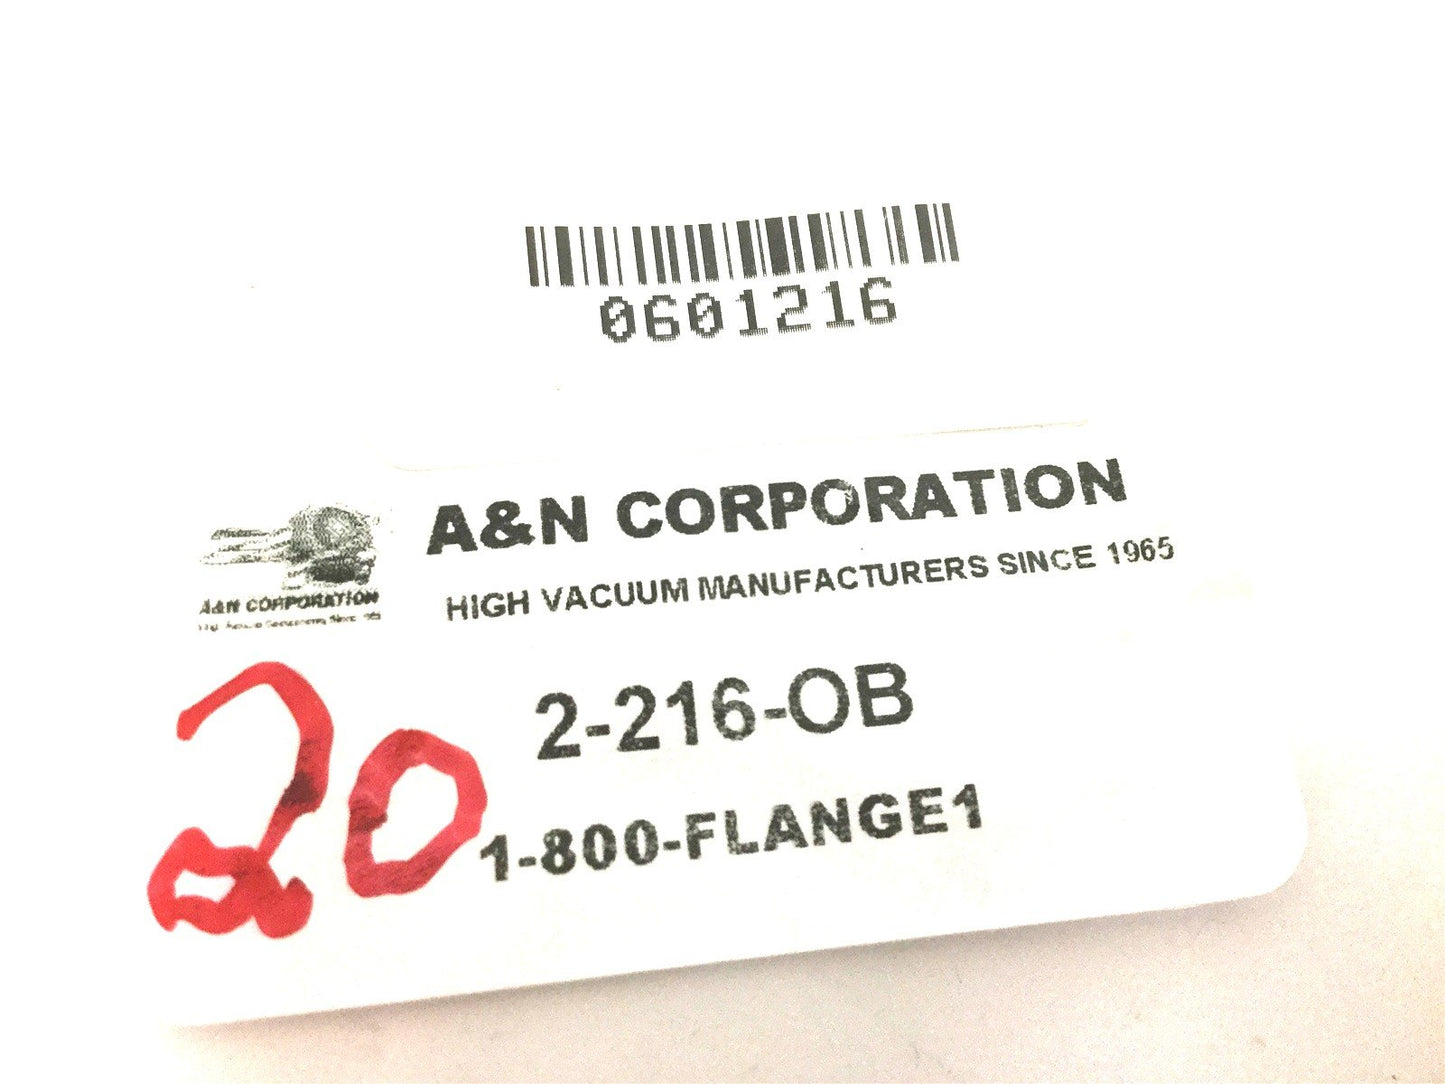 0601216
A&N CORPORATION
HIGH VACUUM MANUFACTURERS SINCE 1965
A&N CORPORATION
2-216-OB
20
1-800-FLANGE1